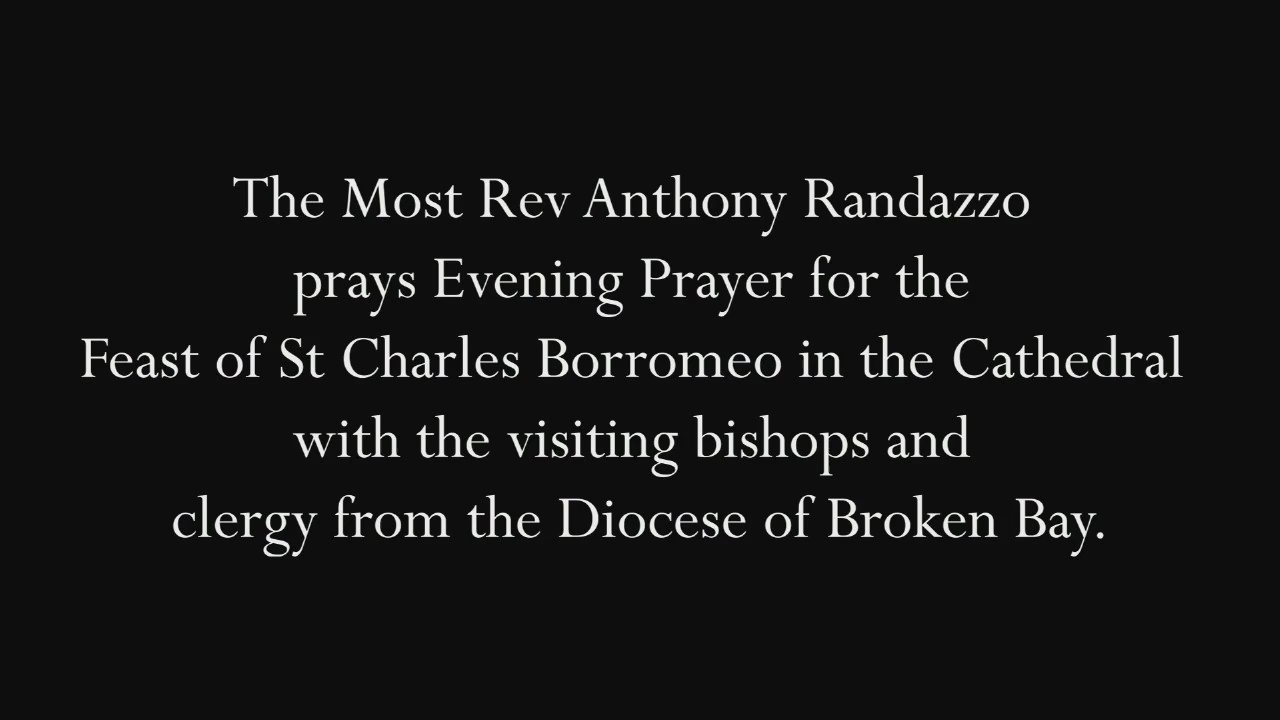 The Most Rev Anthony Randazzo
prays Evening Prayer for the
Feast of St Charles Borromeo in the Cathedral
with the visiting bishops and
clergy from the Diocese of Broken Bay.